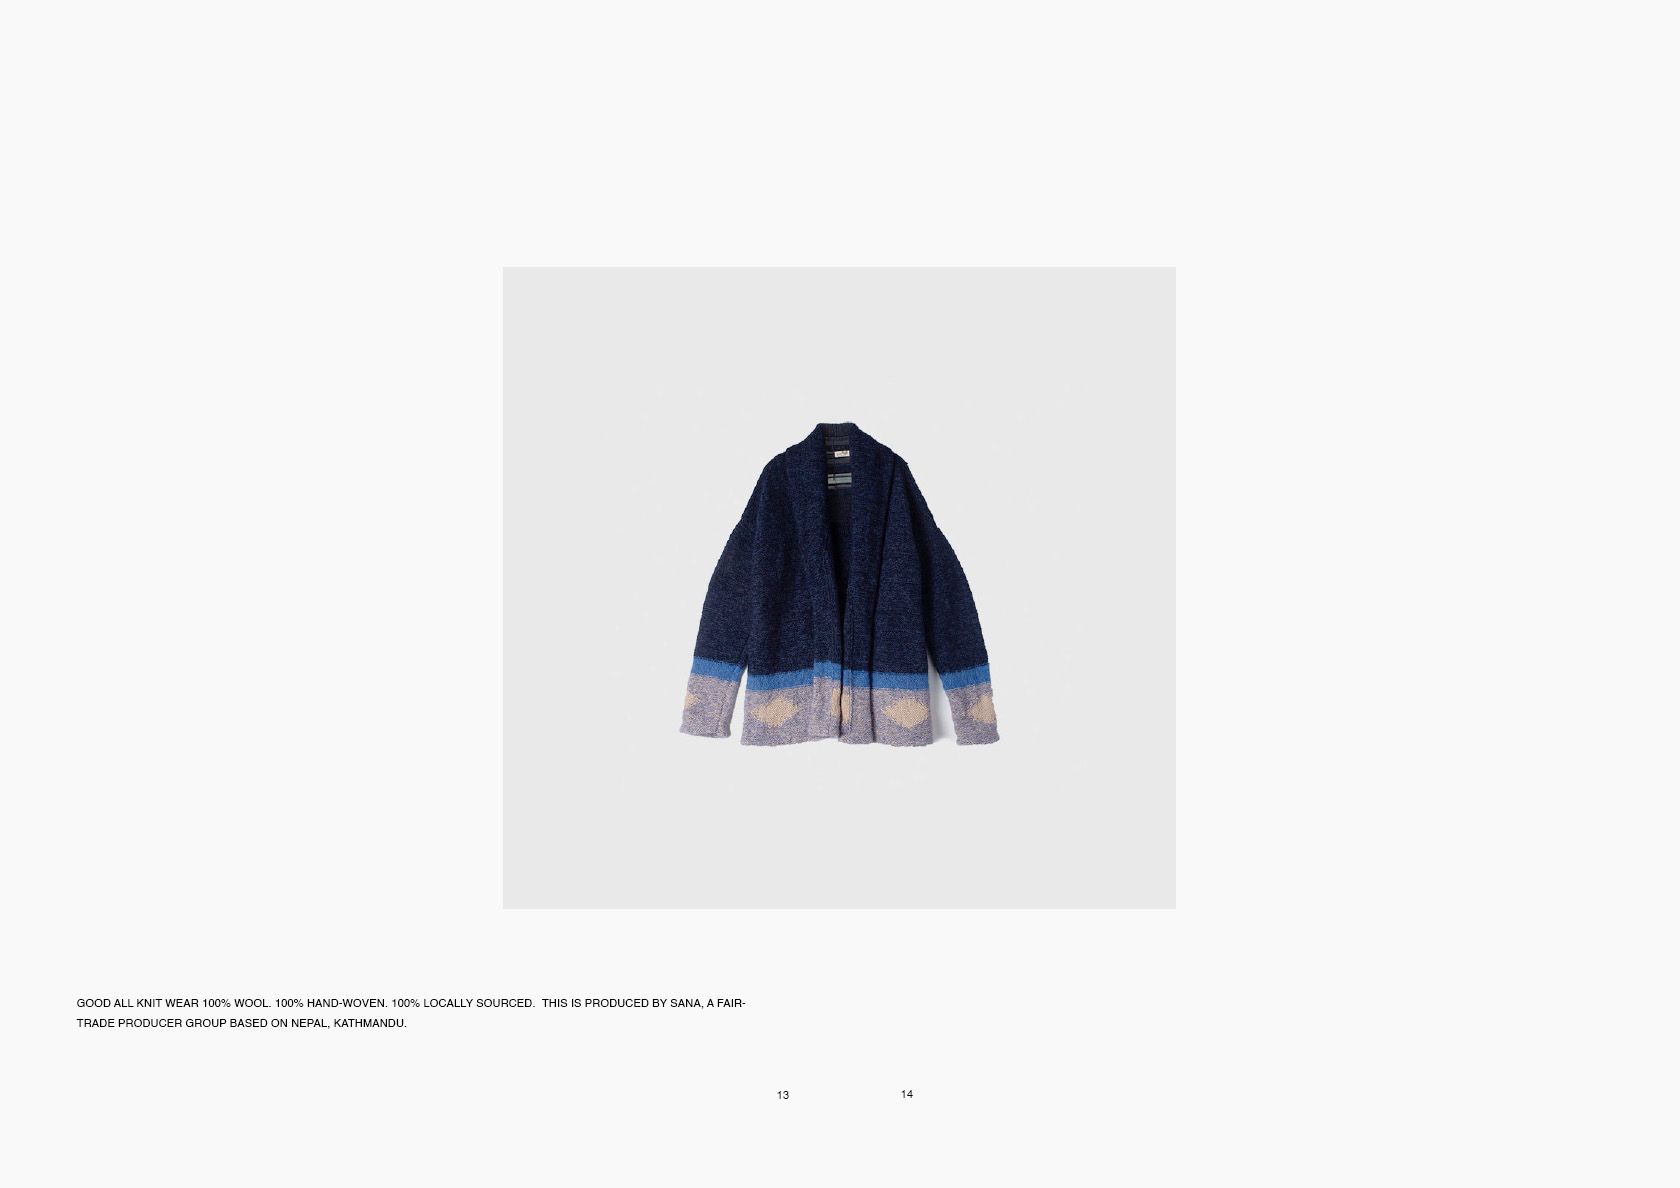 GOOD ALL KNIT WEAR 100% WOOL. 100% HAND-WOVEN. 100% LOCALLY SOURCED.  THIS IS PRODUCED BY SANA, A FAIR-
TRADE PRODUCER GROUP BASED ON NEPAL, KATHMANDU.
13
14